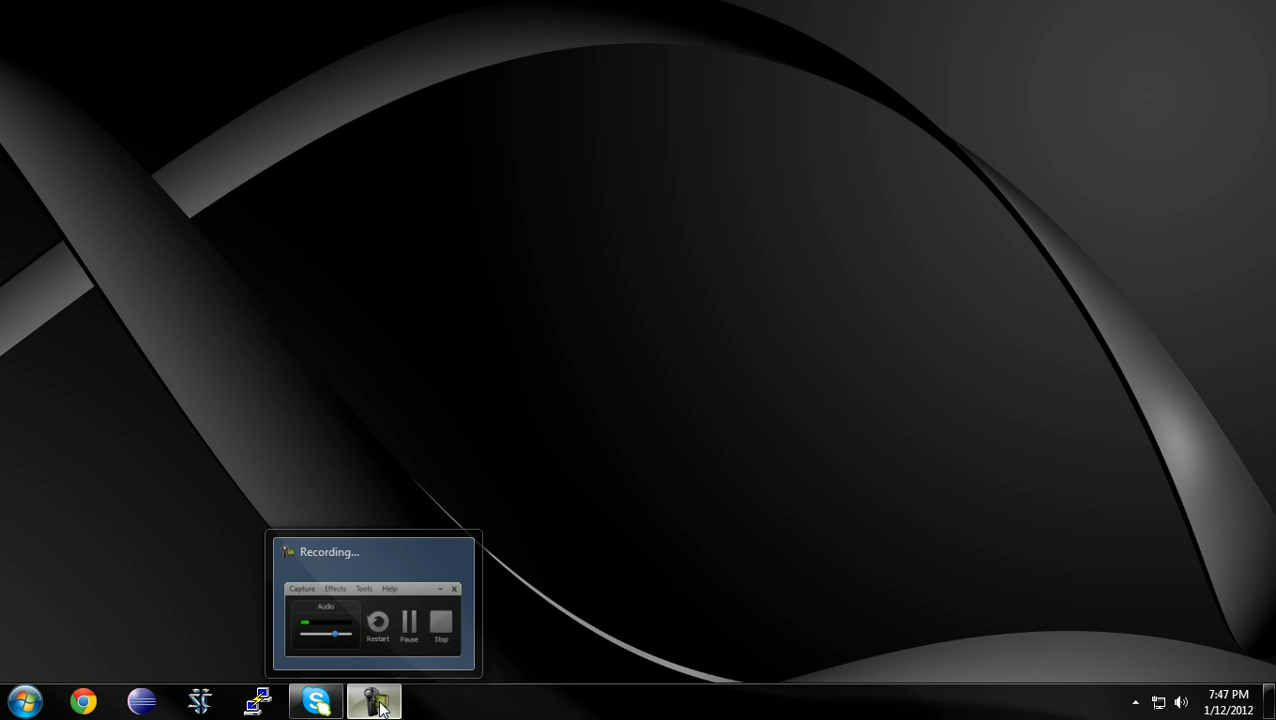 Recording...
Capture Effects Tools Help
Audio
Restart Pause Stop
7:47 PM
1/12/2012